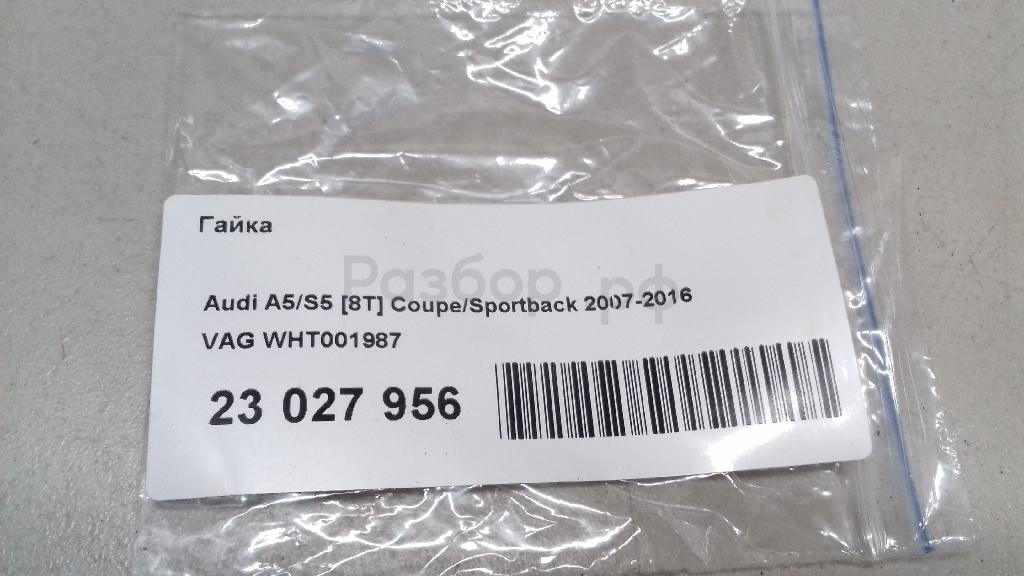 Гайка
Разбор.рф
Audi A5/S5 [8T] Coupe/Sportback 2007-2016
VAG WHT001987
23 027 956